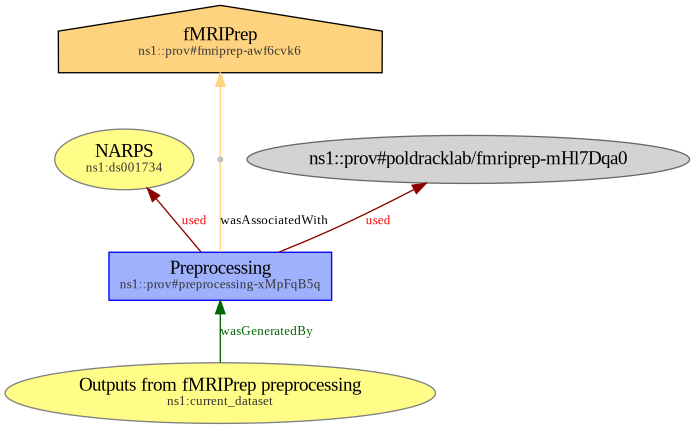 fMRIPrep
ns1::prov#fmriprep-awf6cvk6
NARPS
ns1:ds001734
ns1::prov#poldracklab/fmriprep-mHl7Dqa0
used
wasAssociatedWith
used
Preprocessing
ns1::prov#preprocessing-xMpFqB5q
wasGeneratedBy
Outputs from fMRIPrep preprocessing
ns1:current_dataset